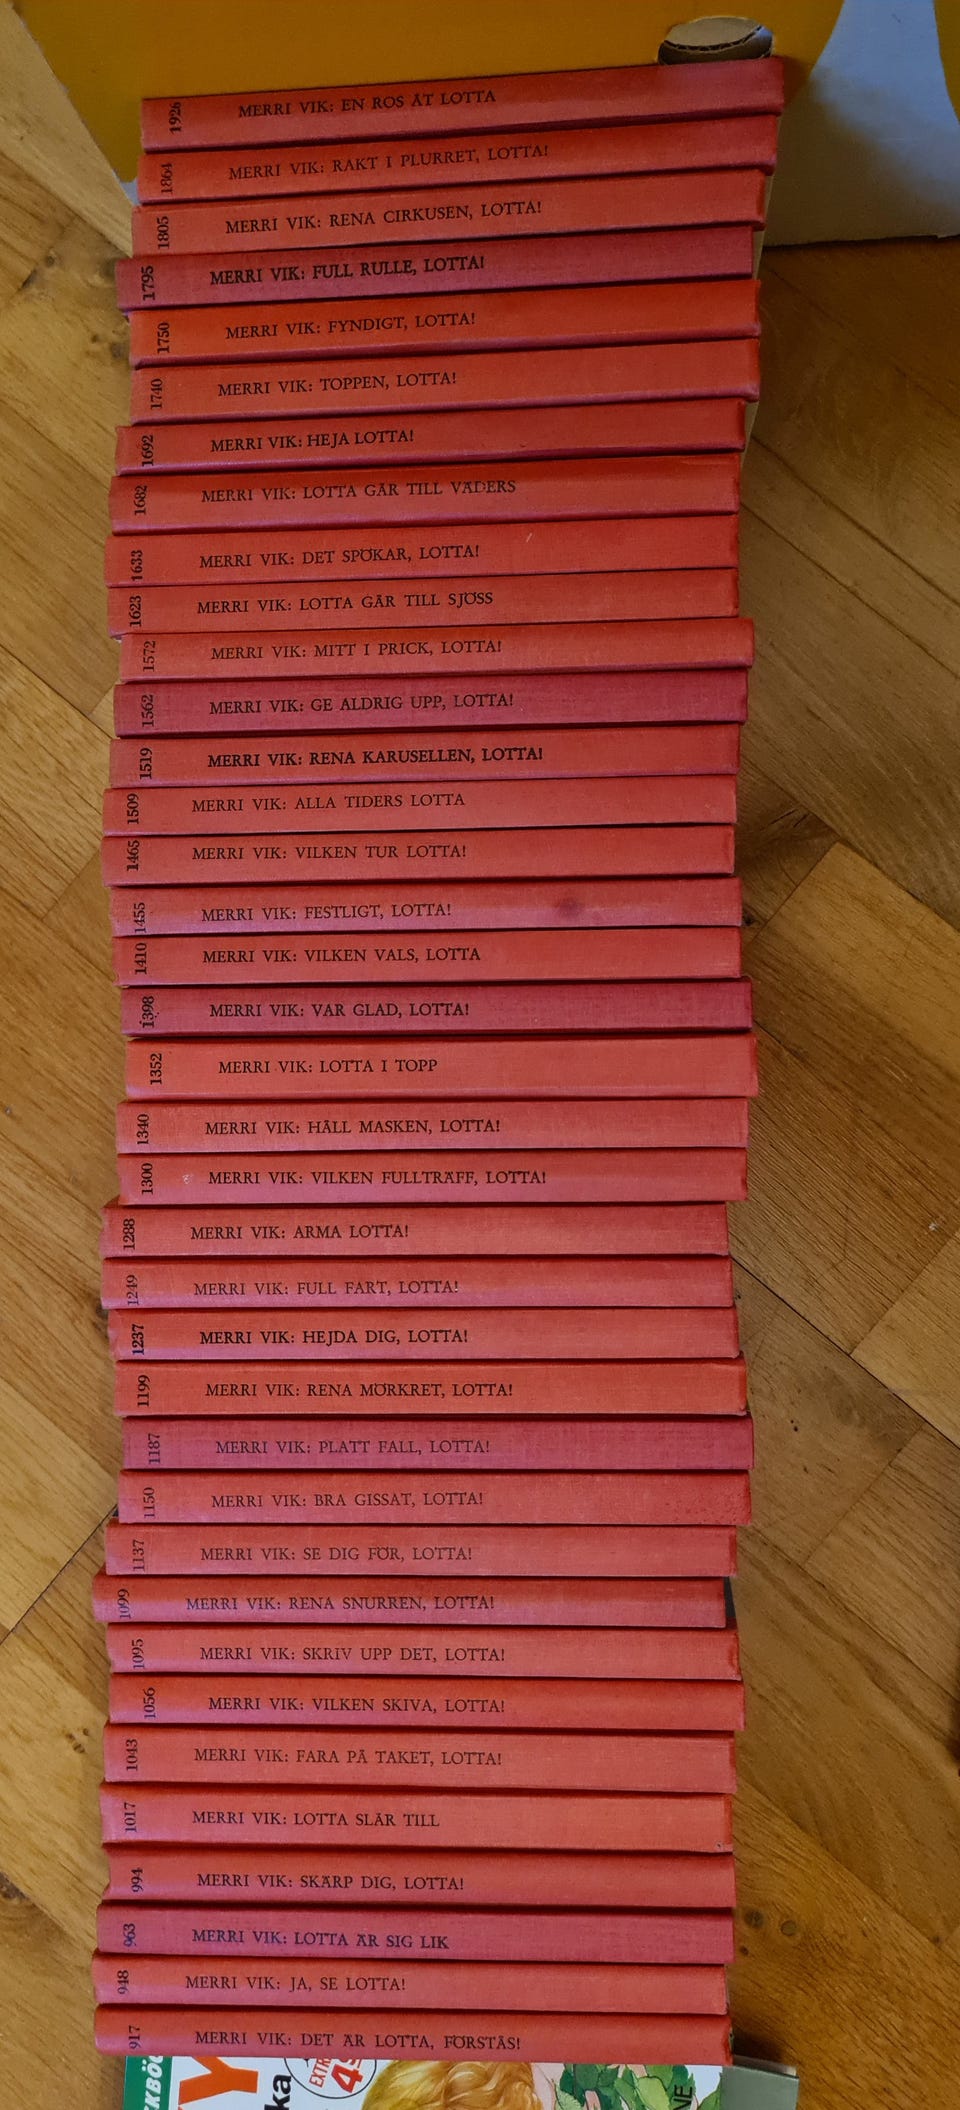 1926 MERRI VIK: EN ROS ÅT LOTTA
1864 MERRI VIK: RAKT I PLURRET, LOTTA!
1805 MERRI VIK: RENA CIRKUSEN, LOTTA!
1795 MERRI VIK: FULL RULLE, LOTTA!
1750 MERRI VIK: FYNDIGT, LOTTA!
1740 MERRI VIK: TOPPEN, LOTTA!
1692 MERRI VIK: HEJA LOTTA!
1682 MERRI VIK: LOTTA GÅR TILL VÄDERS
1633 MERRI VIK: DET SPÖKAR, LOTTA!
1623 MERRI VIK: LOTTA GÅR TILL SJÖSS
1572 MERRI VIK: MITT I PRICK, LOTTA!
1562 MERRI VIK: GE ALDRIG UPP, LOTTA!
1519 MERRI VIK: RENA KARUSELLEN, LOTTA!
1509 MERRI VIK: ALLA TIDERS LOTTA
1465 MERRI VIK: VILKEN TUR LOTTA!
1455 MERRI VIK: FESTLIGT, LOTTA!
1410 MERRI VIK: VILKEN VALS, LOTTA
1398 MERRI VIK: VAR GLAD, LOTTA!
1352 MERRI VIK: LOTTA I TOPP
1340 MERRI VIK: HÅLL MASKEN, LOTTA!
1300 MERRI VIK: VILKEN FULLTRÄFF, LOTTA!
1288 MERRI VIK: ARMA LOTTA!
1249 MERRI VIK: FULL FART, LOTTA!
1237 MERRI VIK: HEJDA DIG, LOTTA!
1199 MERRI VIK: RENA MÖRKRET, LOTTA!
1187 MERRI VIK: PLATT FALL, LOTTA!
1150 MERRI VIK: BRA GISSAT, LOTTA!
1137 MERRI VIK: SE DIG FÖR, LOTTA!
1099 MERRI VIK: RENA SNURREN, LOTTA!
1095 MERRI VIK: SKRIV UPP DET, LOTTA!
1056 MERRI VIK: VILKEN SKIVA, LOTTA!
1043 MERRI VIK: FARA PÅ TAKET, LOTTA!
1017 MERRI VIK: LOTTA SLÅR TILL
994 MERRI VIK: SKÄRP DIG, LOTTA!
963 MERRI VIK: LOTTA ÄR SIG LIK
948 MERRI VIK: JA, SE LOTTA!
917 MERRI VIK: DET ÄR LOTTA, FÖRSTÅS!